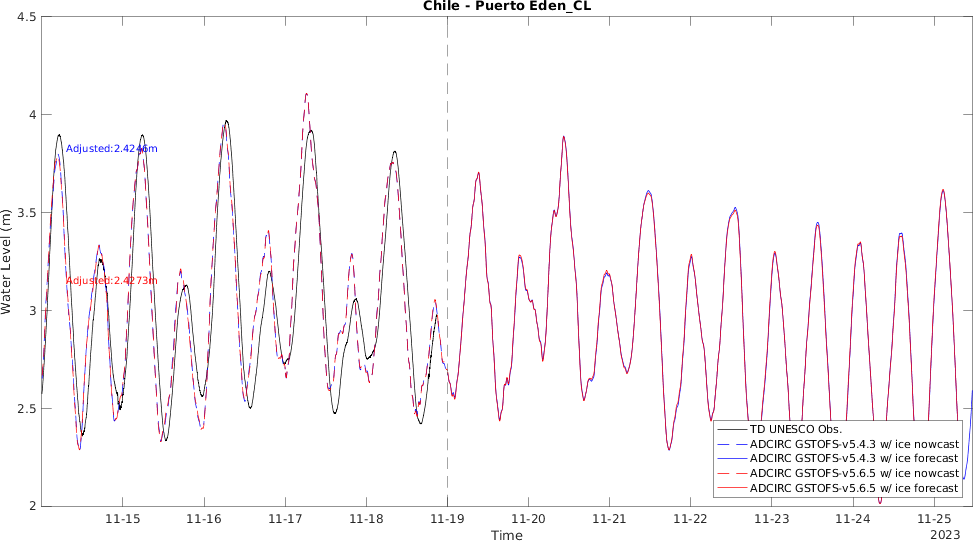 Chile - Puerto Eden_CL
Water Level (m)
4.5
4
3.5
3
2.5
2
Adjusted:2.4246m
Adjusted:2.4273m
TD UNESCO Obs.
ADCIRC GSTOFS-v5.4.3 w/ ice nowcast
ADCIRC GSTOFS-v5.4.3 w/ ice forecast
ADCIRC GSTOFS-v5.6.5 w/ ice nowcast
ADCIRC GSTOFS-v5.6.5 w/ ice forecast
11-15 11-16 11-17 11-18 11-19 11-20 11-21 11-22 11-23 11-24 11-25
2023
Time